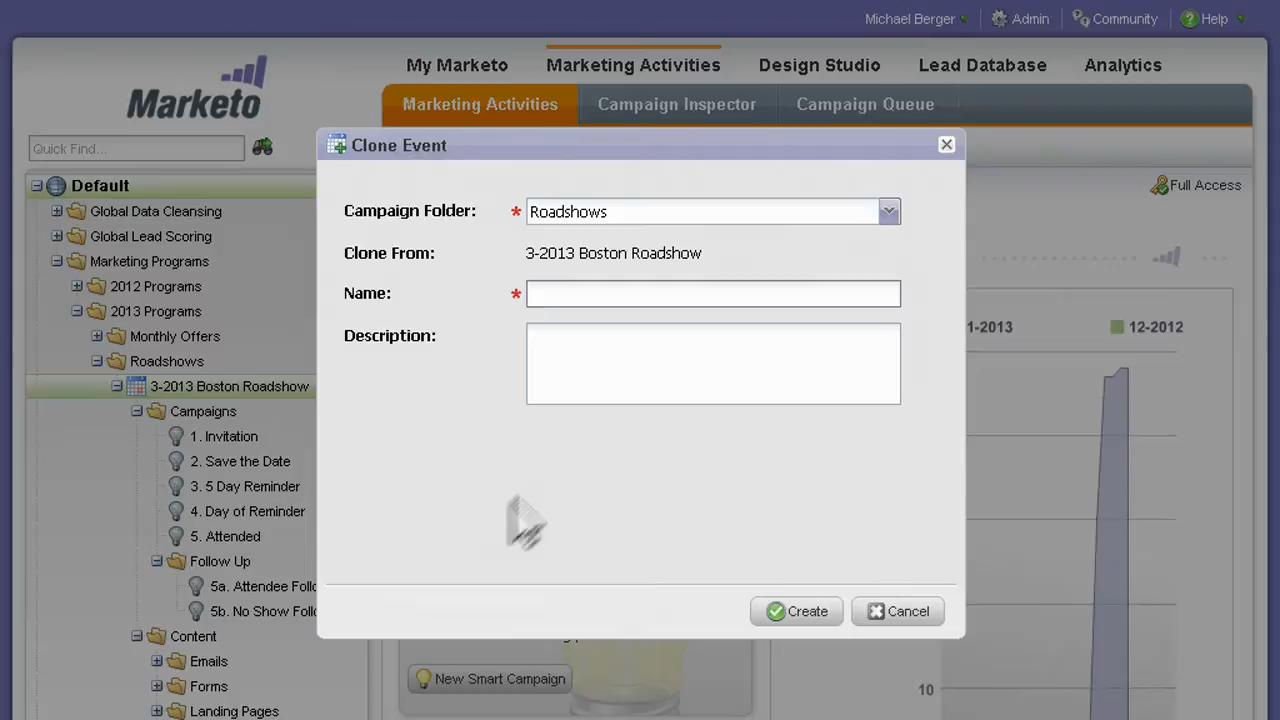 Michael Berger
Admin
Community
Help
Marketo
My Marketo
Marketing Activities
Design Studio
Lead Database
Analytics
Marketing Activities
Campaign Inspector
Campaign Queue
Quick Find...
Clone Event
Default
Full Access
Global Data Cleansing
Campaign Folder: * Roadshows
Global Lead Scoring
Clone From: 3-2013 Boston Roadshow
Marketing Programs
2012 Programs
Name: *
2013 Programs
Description:
1-2013
12-2012
Monthly Offers
Roadshows
3-2013 Boston Roadshow
Campaigns
1. Invitation
2. Save the Date
3. 5 Day Reminder
4. Day of Reminder
5. Attended
Follow Up
5a. Attendee Follo
5b. No Show Follo
Create
Cancel
Content
Emails
New Smart Campaign
Forms
10
Landing Pages